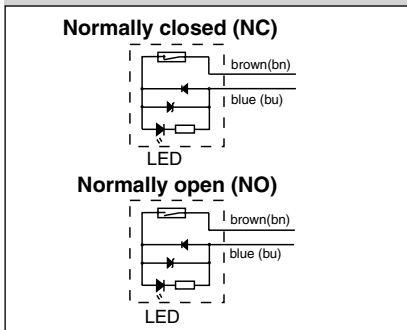 Normally closed (NC)
brown(bn)
blue (bu)
LED
Normally open (NO)
brown(bn)
blue (bu)
LED